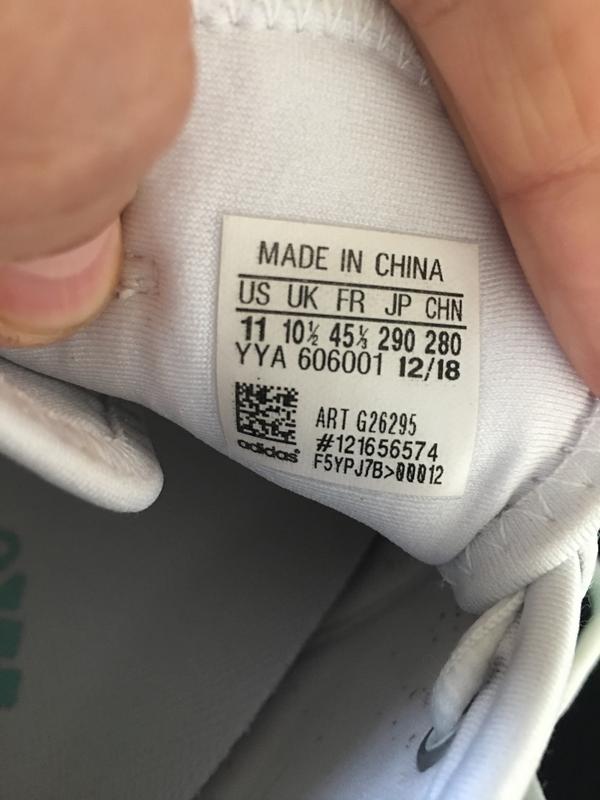 MADE IN CHINA
US UK FR JP CHN
11 10½ 45⅓ 290 280
YYA 606001 12/18
ART G26295
#121656574
adidas
F5YPJ7B>00012